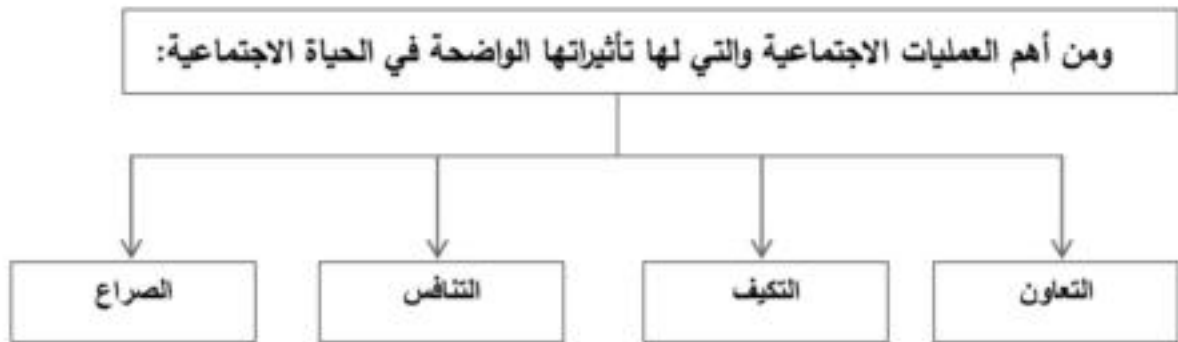 ومن أهم العمليات الاجتماعية والتي لها تأثيراتها الواضحة في الحياة الاجتماعية:
التعاون
التكيف
التنافس
الصراع